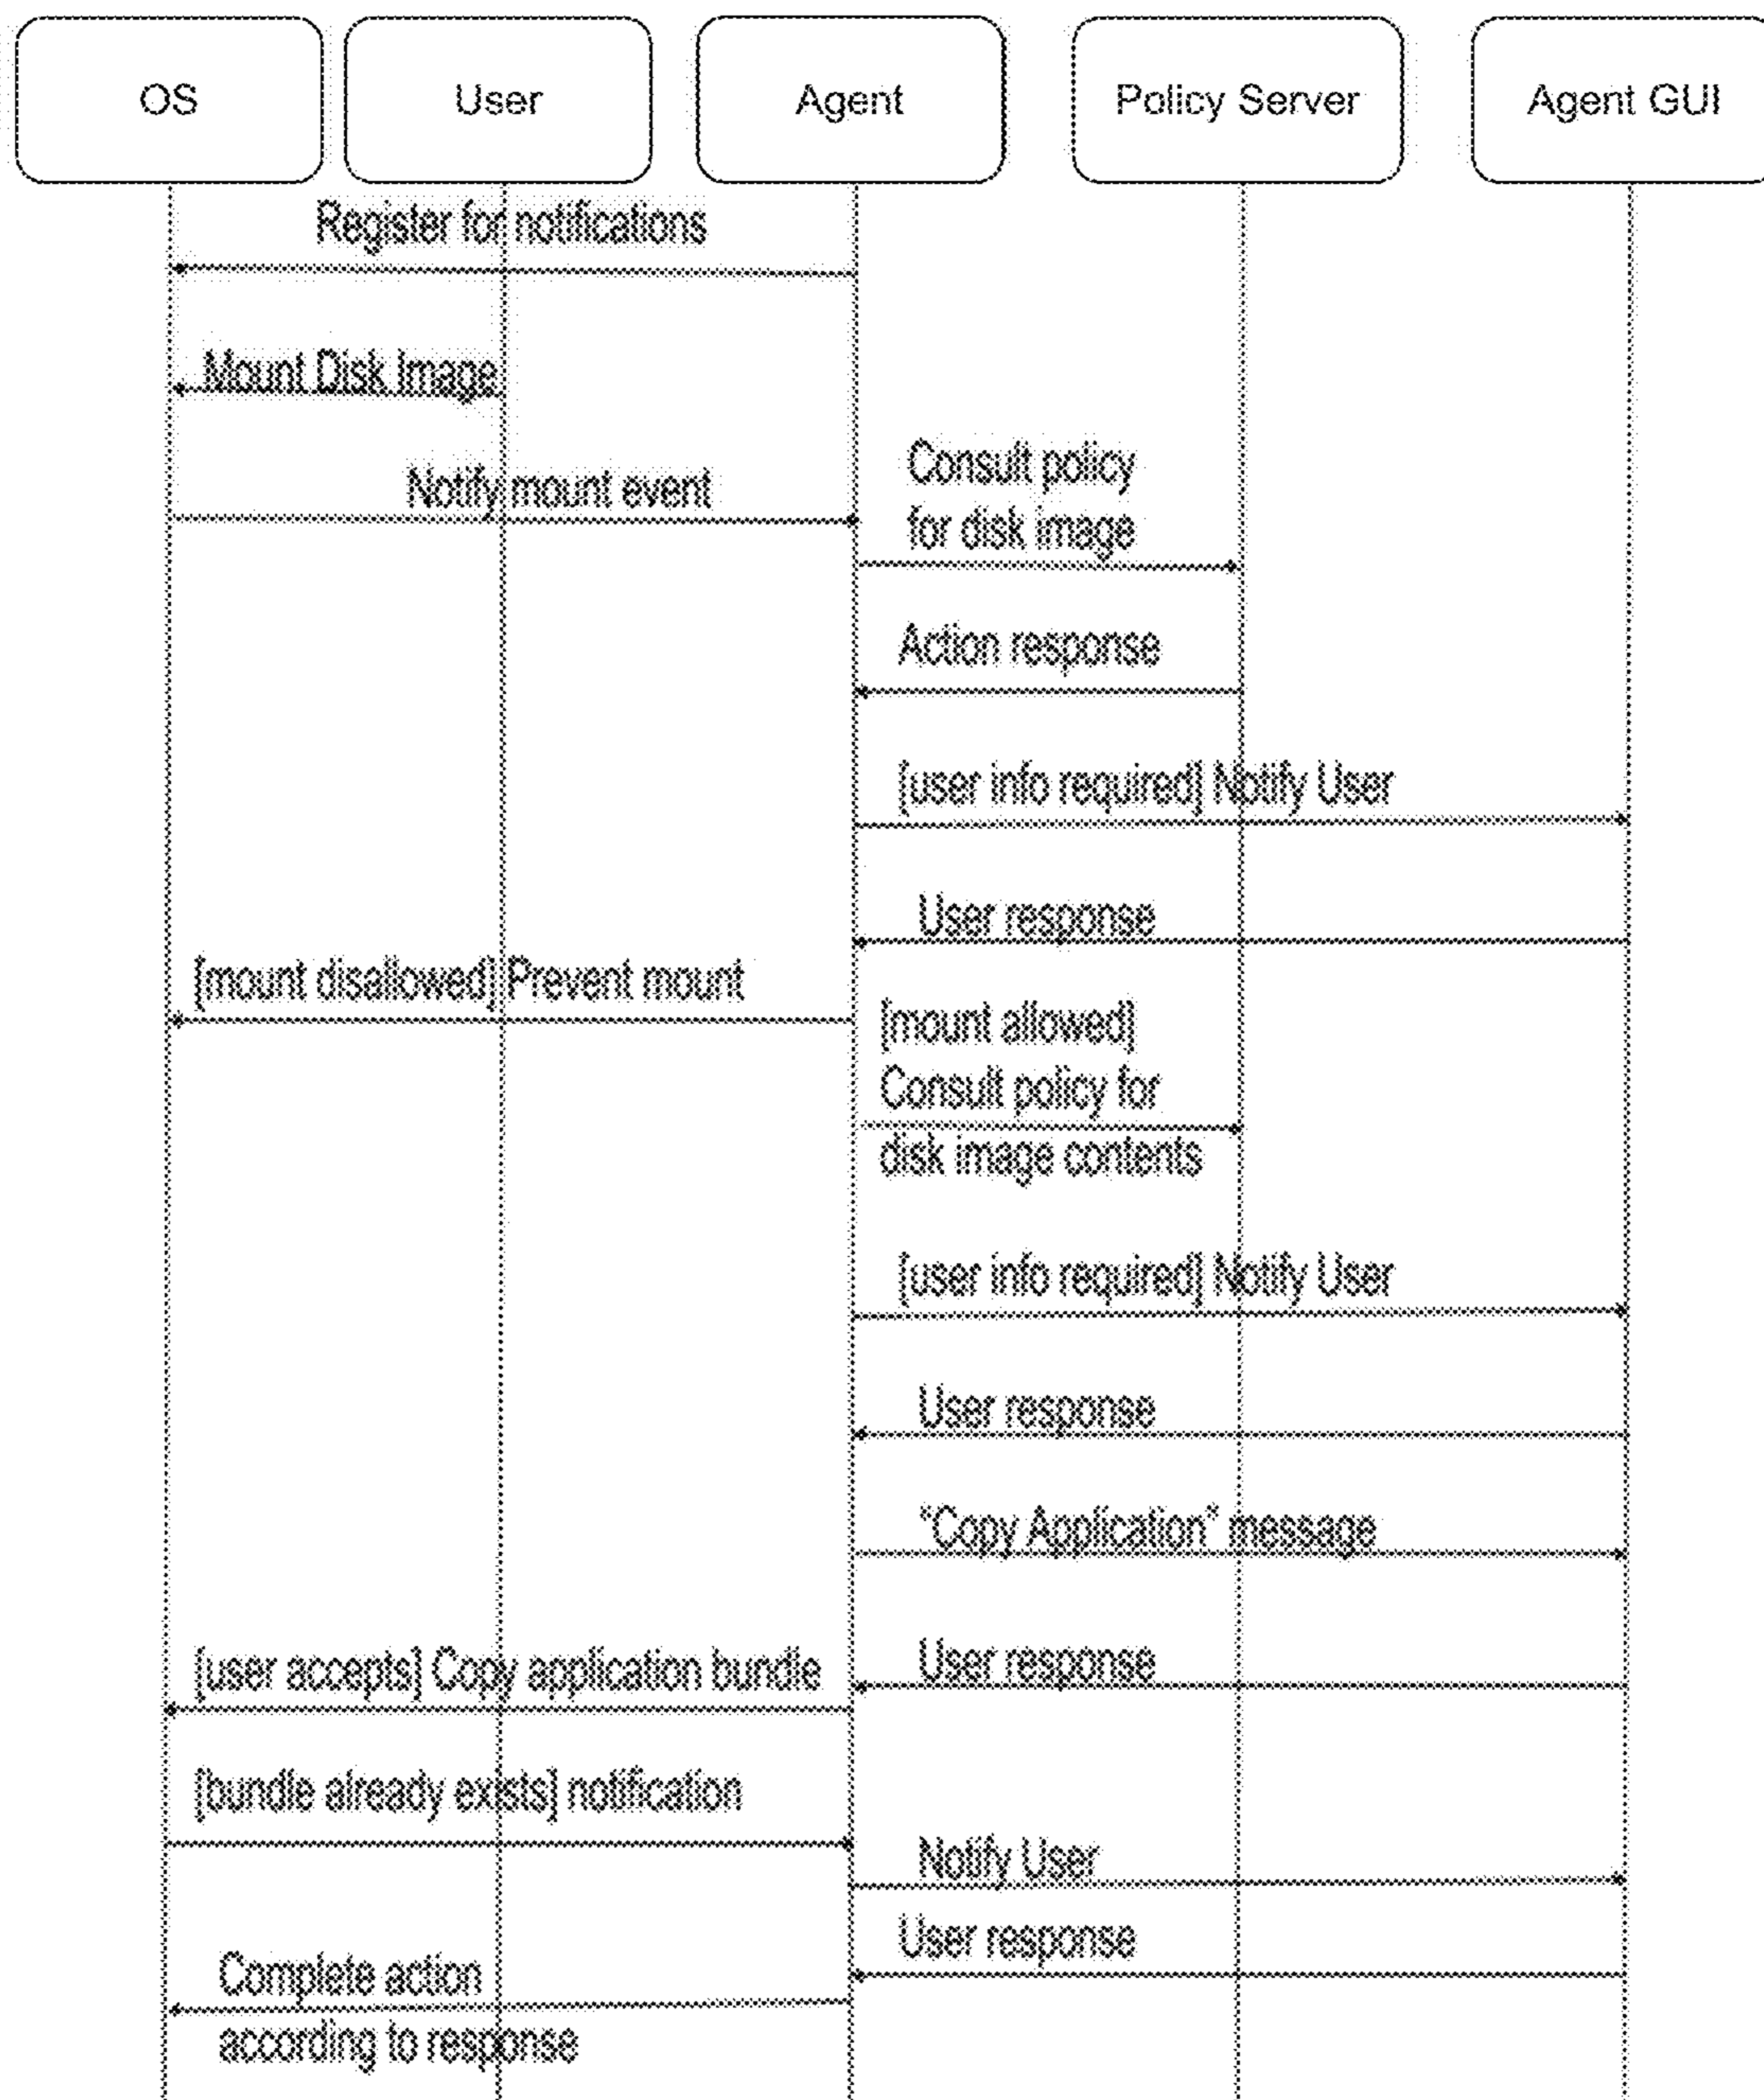 OS
User
Agent
Policy Server
Agent GUI
Register for notifications
Mount Disk Image
Notify mount event
Consult policy
for disk image
Action response
[user info required] Notify User
User response
[mount disallowed] Prevent mount
[mount allowed]
Consult policy for
disk image contents
[user info required] Notify User
User response
"Copy Application" message
User response
[user accepts] Copy application bundle
[bundle already exists] notification
Notify User
User response
Complete action
according to response